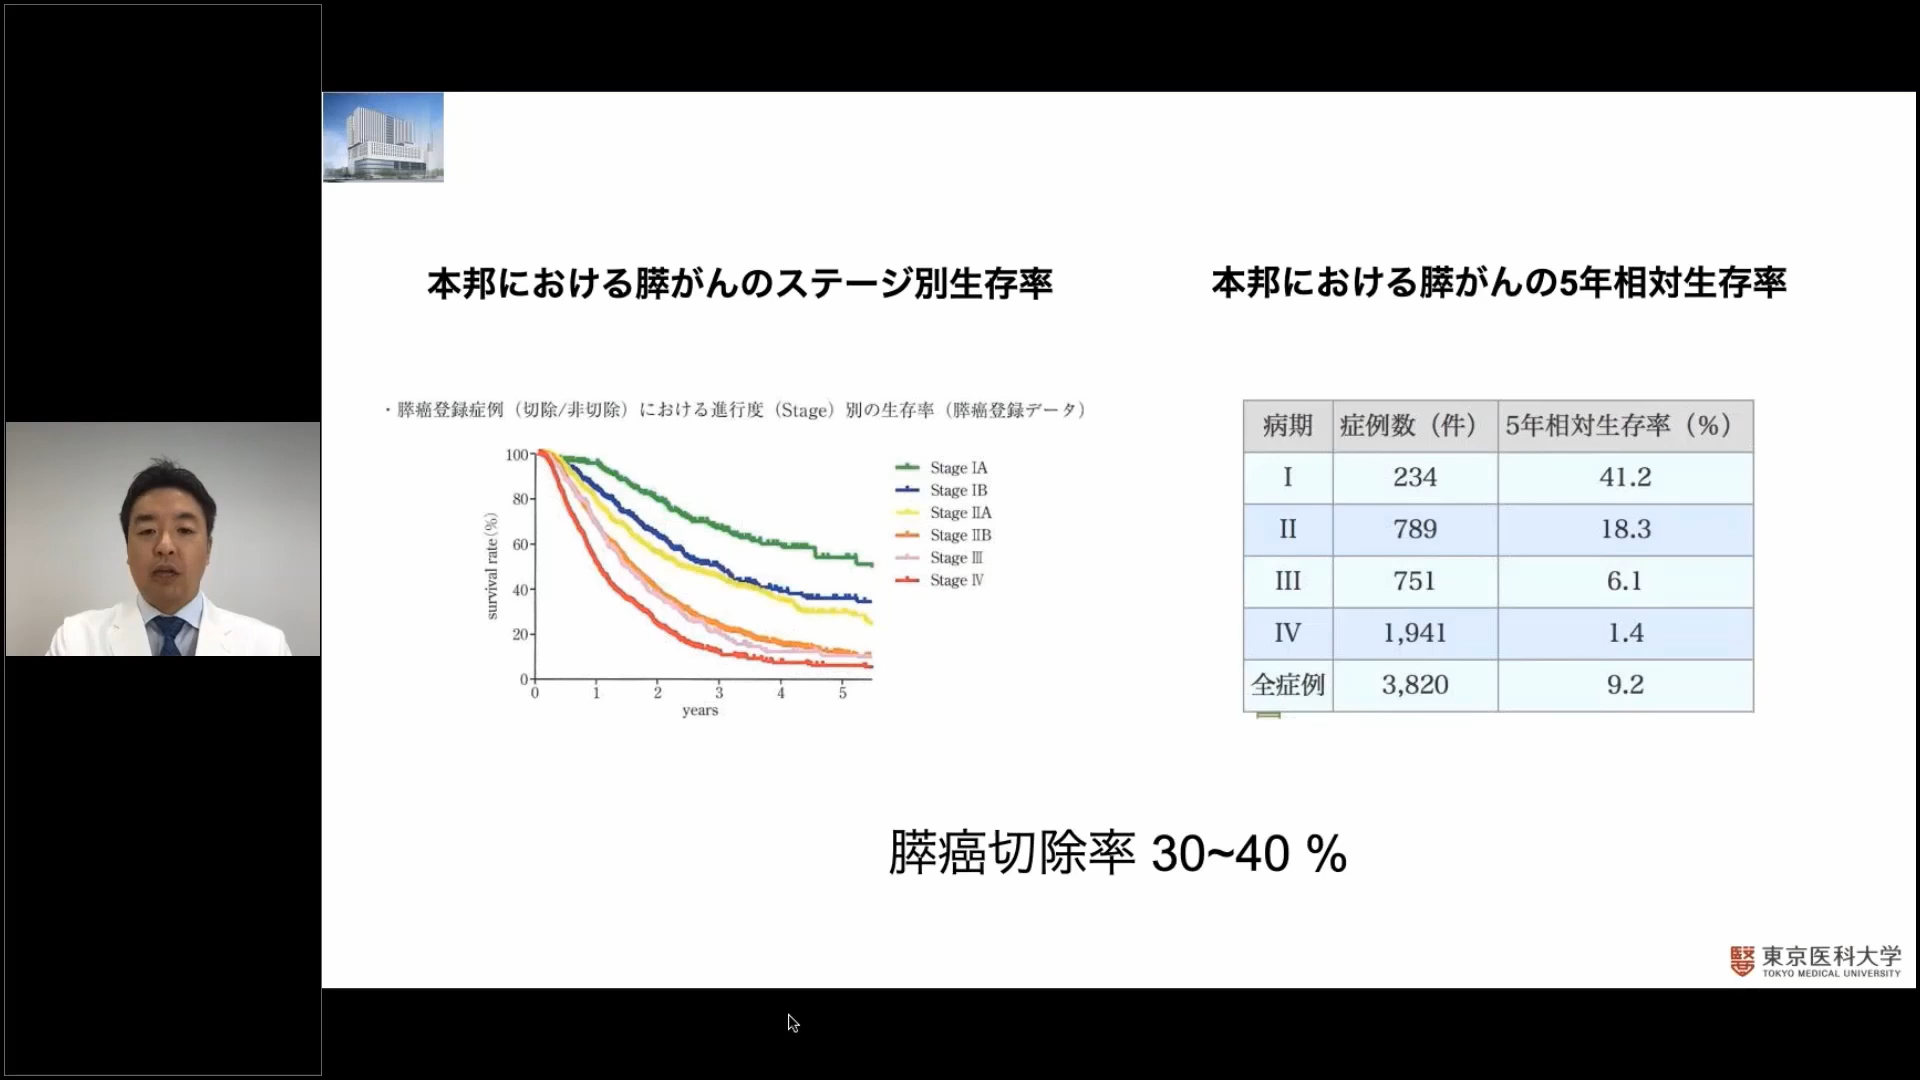 本邦における膵がんのステージ別生存率
本邦における膵がんの5年相対生存率
・膵癌登録症例（切除/非切除）における進行度（Stage）別の生存率（膵癌登録データ）
survival rate(%)
100
80
60
40
20
0
0 1 2 3 4 5
years
Stage ⅠA
Stage ⅠB
Stage ⅡA
Stage ⅡB
Stage Ⅲ
Stage Ⅳ
病期 症例数（件） 5年相対生存率（%）
I 234 41.2
II 789 18.3
III 751 6.1
IV 1,941 1.4
全症例 3,820 9.2
膵癌切除率 30~40 %
東京医科大学
TOKYO MEDICAL UNIVERSITY